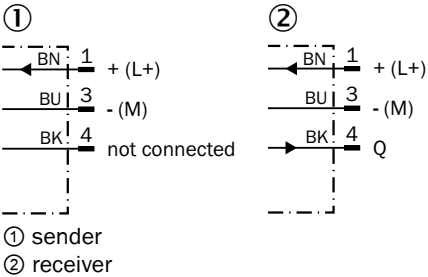 ① ②
BN 1 + (L+) BN 1 + (L+)
BU 3 - (M) BU 3 - (M)
BK 4 not connected BK 4 Q
① sender
② receiver